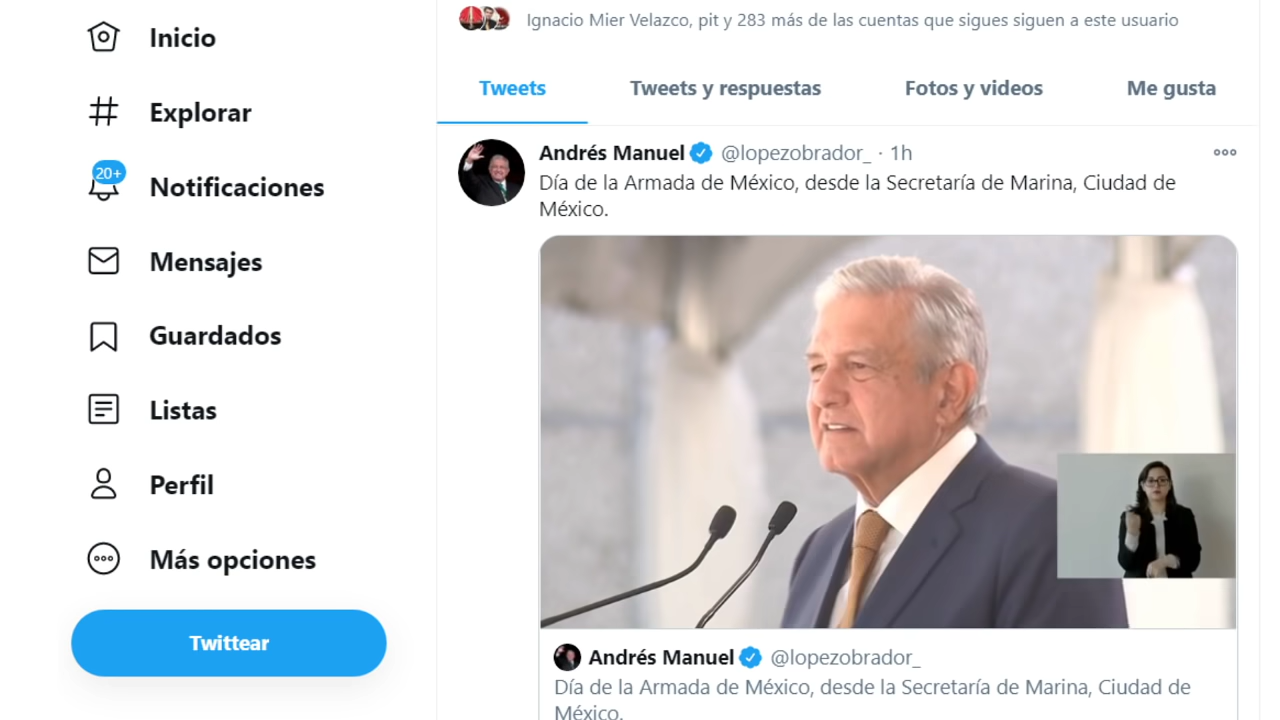 Inicio
Explorar
20+
Notificaciones
Mensajes
Guardados
Listas
Perfil
Más opciones
Twittear
Ignacio Mier Velazco, pit y 283 más de las cuentas que sigues siguen a este usuario
Tweets Tweets y respuestas Fotos y videos Me gusta
Andrés Manuel @lopezobrador_ · 1h
Día de la Armada de México, desde la Secretaría de Marina, Ciudad de
México.
Andrés Manuel @lopezobrador_
Día de la Armada de México, desde la Secretaría de Marina, Ciudad de
México.